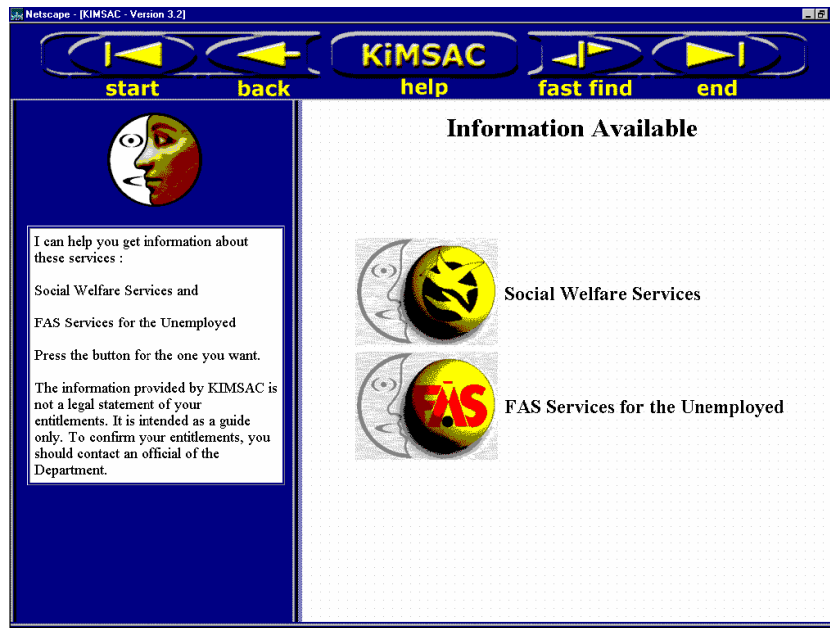 Netscape - [KIMSAC - Version 3.2]
KiMSAC
start back help fast find end
Information Available
I can help you get information about
these services :
Social Welfare Services and
FAS Services for the Unemployed
Press the button for the one you want.
The information provided by KIMSAC is
not a legal statement of your
entitlements. It is intended as a guide
only. To confirm your entitlements, you
should contact an official of the
Department.
Social Welfare Services
FÁS
FAS Services for the Unemployed